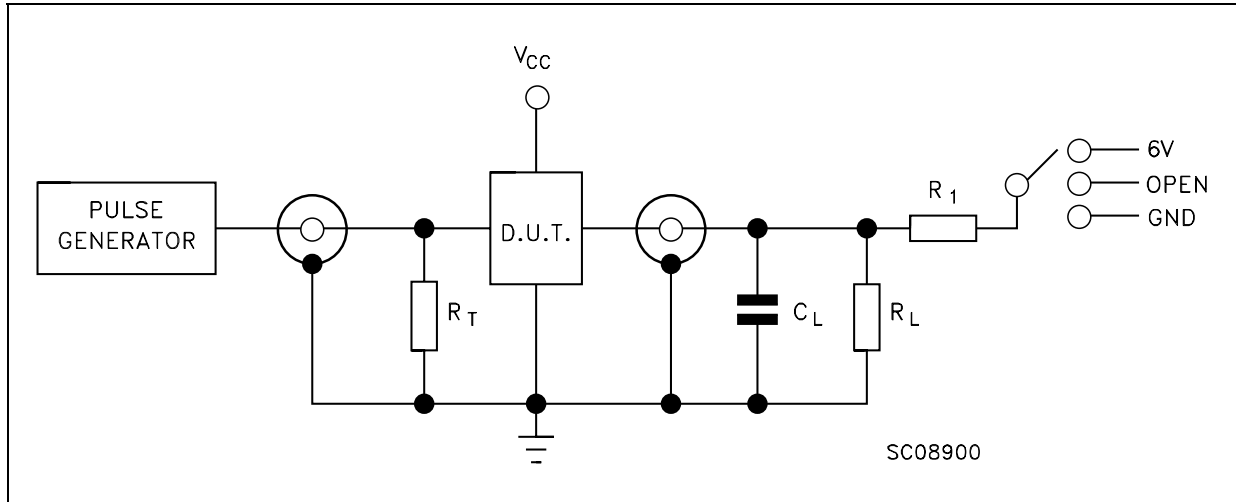 VCC
PULSE
GENERATOR
D.U.T.
RT
CL
RL
R1
6V
OPEN
GND
SC08900